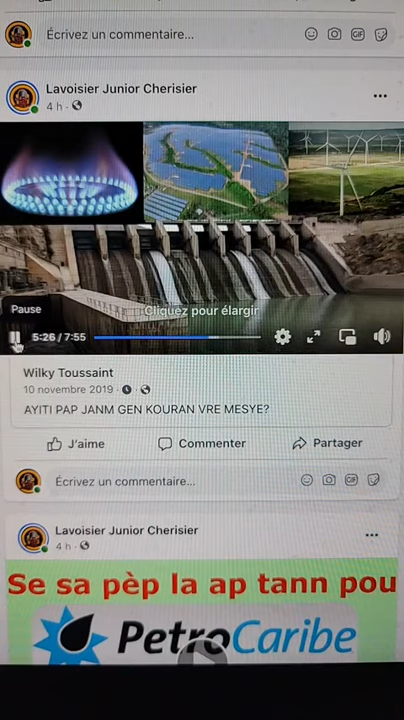 Écrivez un commentaire...
GIF
Lavoisier Junior Cherisier
4 h
Pause
Cliquez pour élargir
5:26 / 7:55
Wilky Toussaint
10 novembre 2019
AYITI PAP JANM GEN KOURAN VRE MESYE?
J'aime
Commenter
Partager
Écrivez un commentaire...
GIF
Lavoisier Junior Cherisier
4 h
Se sa pèp la ap tann pou
PetroCaribe